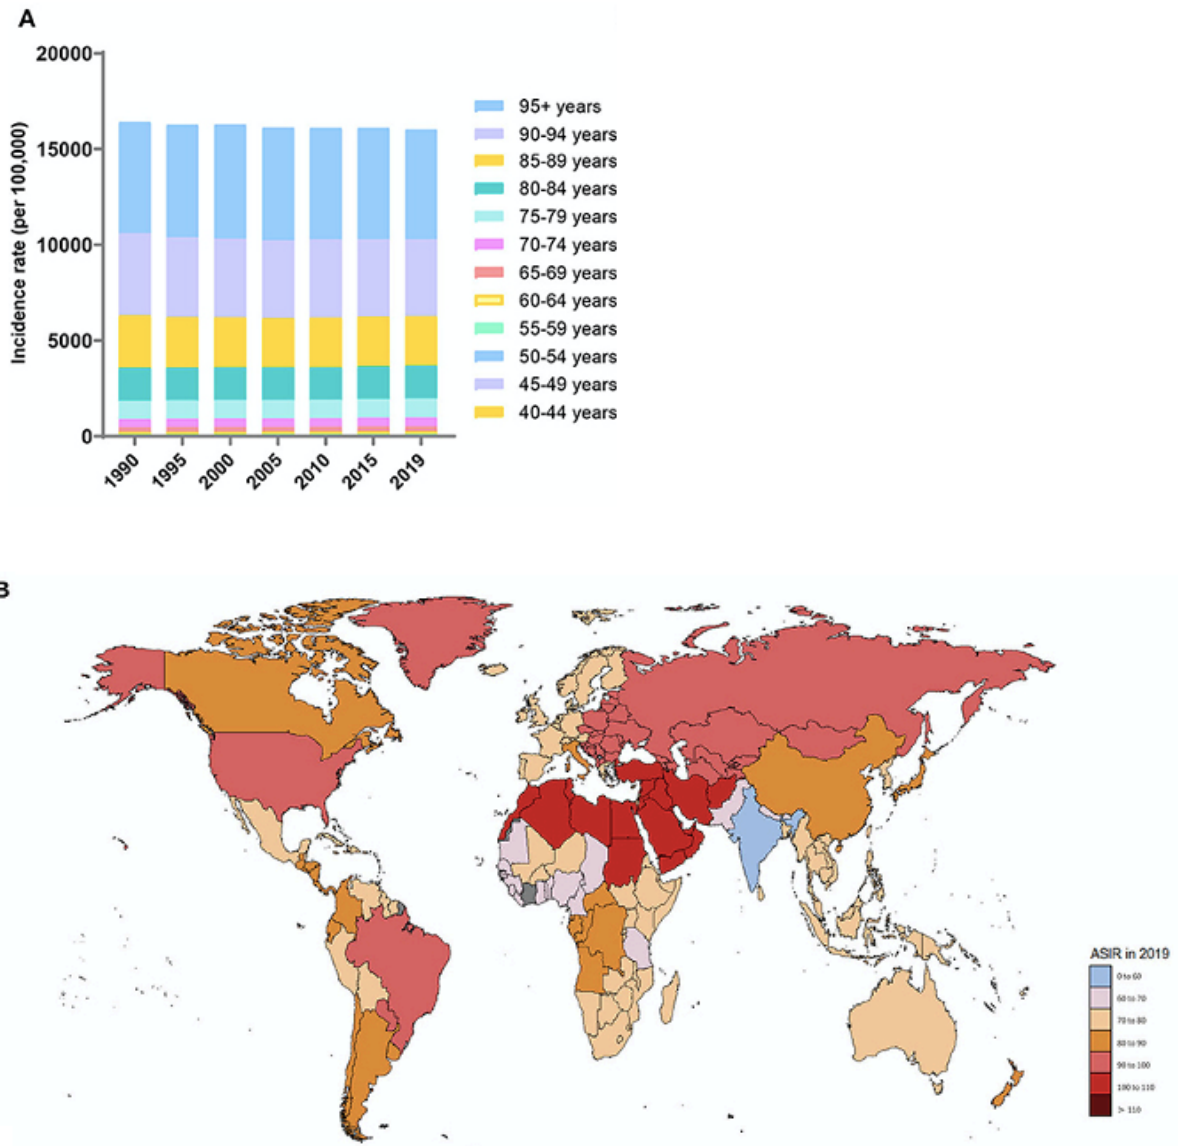 A
20000
15000
10000
5000
0
Incidence rate (per 100,000)
1990
1995
2000
2005
2010
2015
2019
95+ years
90-94 years
85-89 years
80-84 years
75-79 years
70-74 years
65-69 years
60-64 years
55-59 years
50-54 years
45-49 years
40-44 years
B
ASIR in 2019
0 to 60
60 to 70
70 to 80
80 to 90
90 to 100
100 to 110
> 110